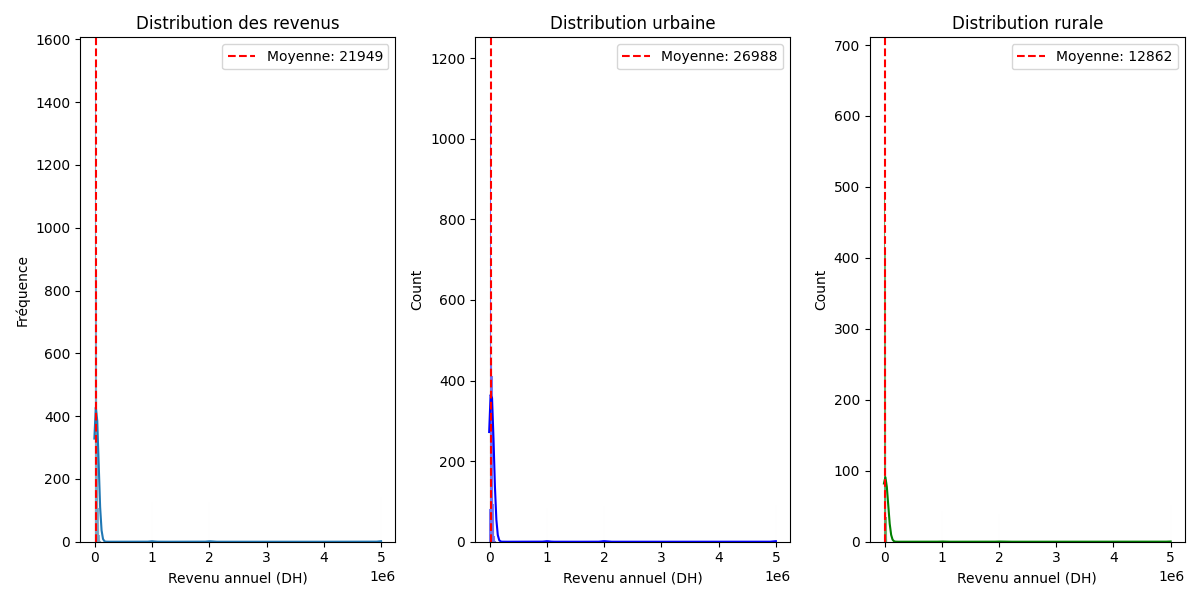 Distribution des revenus
Moyenne: 21949
Fréquence
1600
1400
1200
1000
800
600
400
200
0
0 1 2 3 4 5
1e6
Revenu annuel (DH)
Distribution urbaine
Moyenne: 26988
Count
1200
1000
800
600
400
200
0
0 1 2 3 4 5
1e6
Revenu annuel (DH)
Distribution rurale
Moyenne: 12862
Count
700
600
500
400
300
200
100
0
0 1 2 3 4 5
1e6
Revenu annuel (DH)